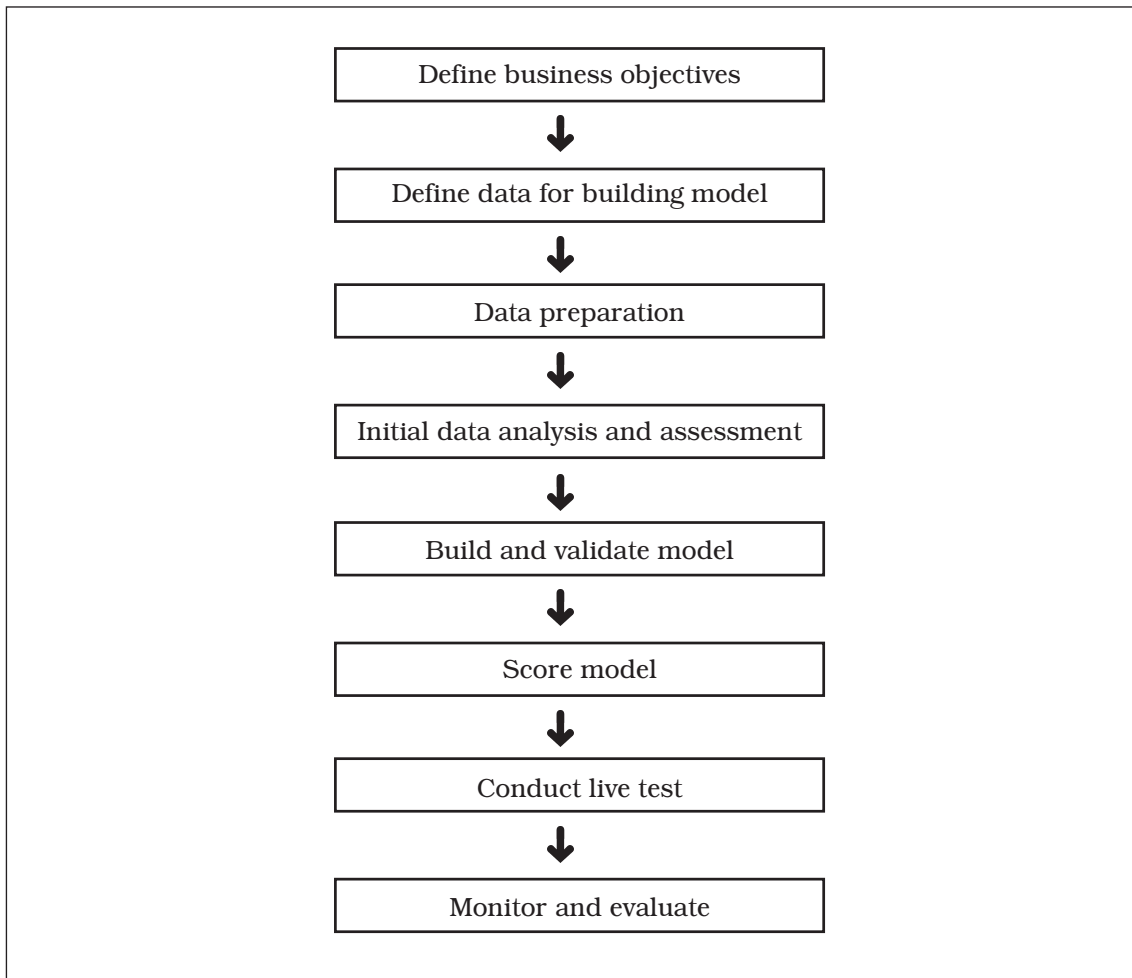 Define business objectives
Define data for building model
Data preparation
Initial data analysis and assessment
Build and validate model
Score model
Conduct live test
Monitor and evaluate